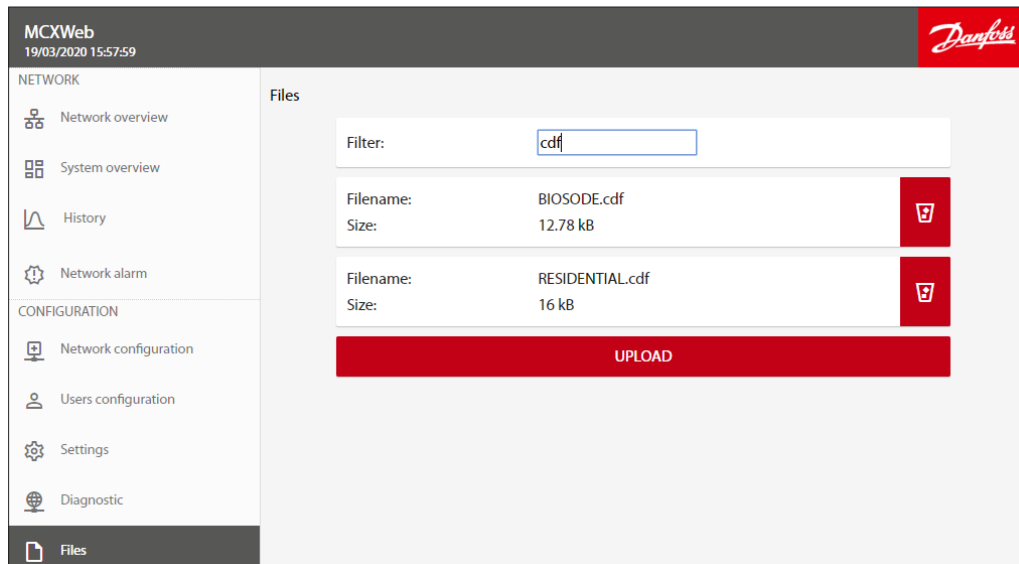 MCXWeb
19/03/2020 15:57:59
Danfoss
NETWORK
Network overview
System overview
History
Network alarm
CONFIGURATION
Network configuration
Users configuration
Settings
Diagnostic
Files
Files
Filter: cdf
Filename: BIOSODE.cdf
Size: 12.78 kB
Filename: RESIDENTIAL.cdf
Size: 16 kB
UPLOAD